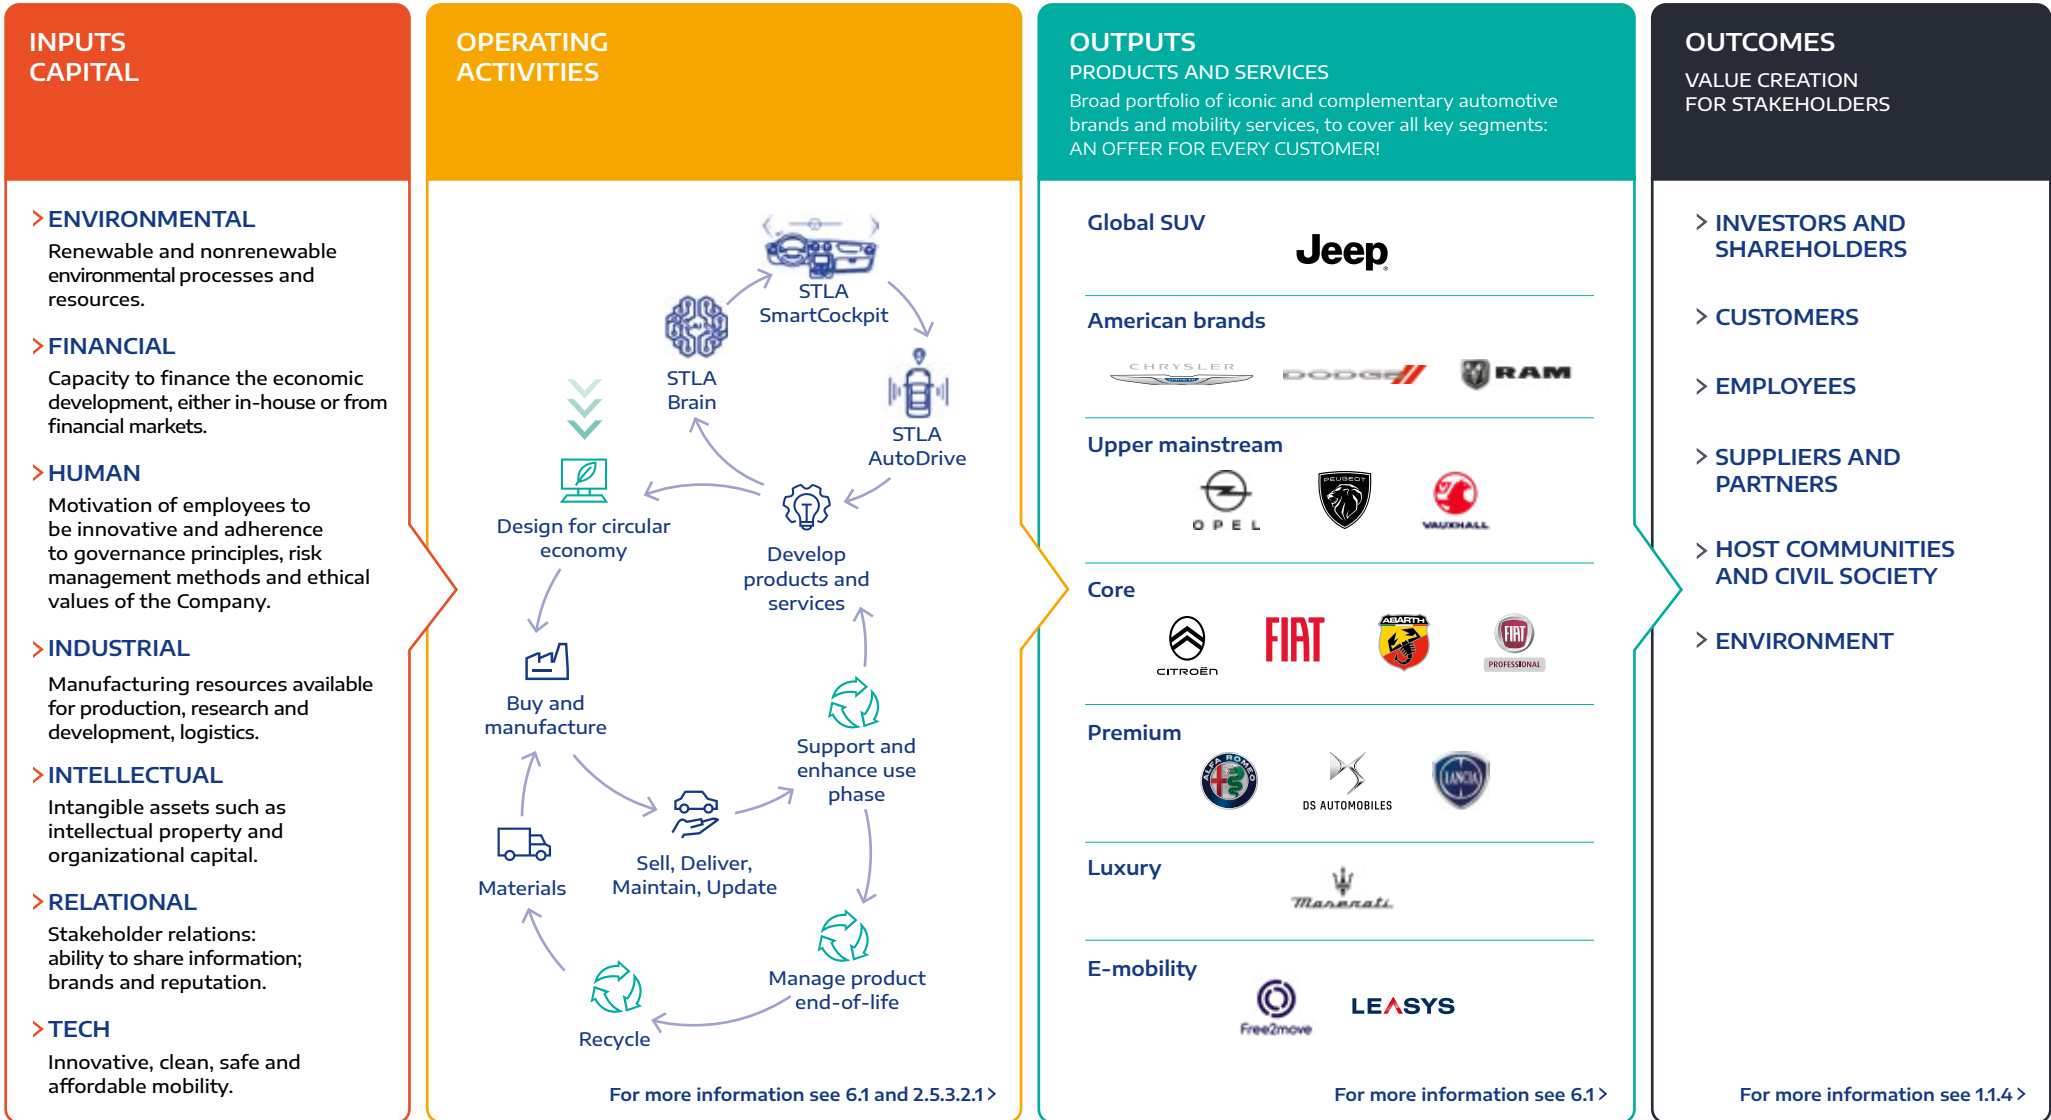 INPUTS
CAPITAL
> ENVIRONMENTAL
Renewable and nonrenewable
environmental processes and
resources.
> FINANCIAL
Capacity to finance the economic
development, either in-house or from
financial markets.
> HUMAN
Motivation of employees to
be innovative and adherence
to governance principles, risk
management methods and ethical
values of the Company.
> INDUSTRIAL
Manufacturing resources available
for production, research and
development, logistics.
> INTELLECTUAL
Intangible assets such as
intellectual property and
organizational capital.
> RELATIONAL
Stakeholder relations:
ability to share information;
brands and reputation.
> TECH
Innovative, clean, safe and
affordable mobility.
OPERATING
ACTIVITIES
STLA
SmartCockpit
STLA
Brain
STLA
AutoDrive
Design for circular
economy
Develop
products and
services
Buy and
manufacture
Support and
enhance use
phase
Sell, Deliver,
Maintain, Update
Materials
Manage product
end-of-life
Recycle
For more information see 6.1 and 2.5.3.2.1 >
OUTPUTS
PRODUCTS AND SERVICES
Broad portfolio of iconic and complementary automotive
brands and mobility services, to cover all key segments:
AN OFFER FOR EVERY CUSTOMER!
Global SUV
Jeep
American brands
CHRYSLER DODGE RAM
Upper mainstream
OPEL PEUGEOT VAUXHALL
Core
CITROËN FIAT ABARTH FIAT PROFESSIONAL
Premium
ALFA ROMEO DS AUTOMOBILES LANCIA
Luxury
Maserati
E-mobility
Free2move LEASYS
For more information see 6.1 >
OUTCOMES
VALUE CREATION
FOR STAKEHOLDERS
> INVESTORS AND
SHAREHOLDERS
> CUSTOMERS
> EMPLOYEES
> SUPPLIERS AND
PARTNERS
> HOST COMMUNITIES
AND CIVIL SOCIETY
> ENVIRONMENT
For more information see 1.1.4 >